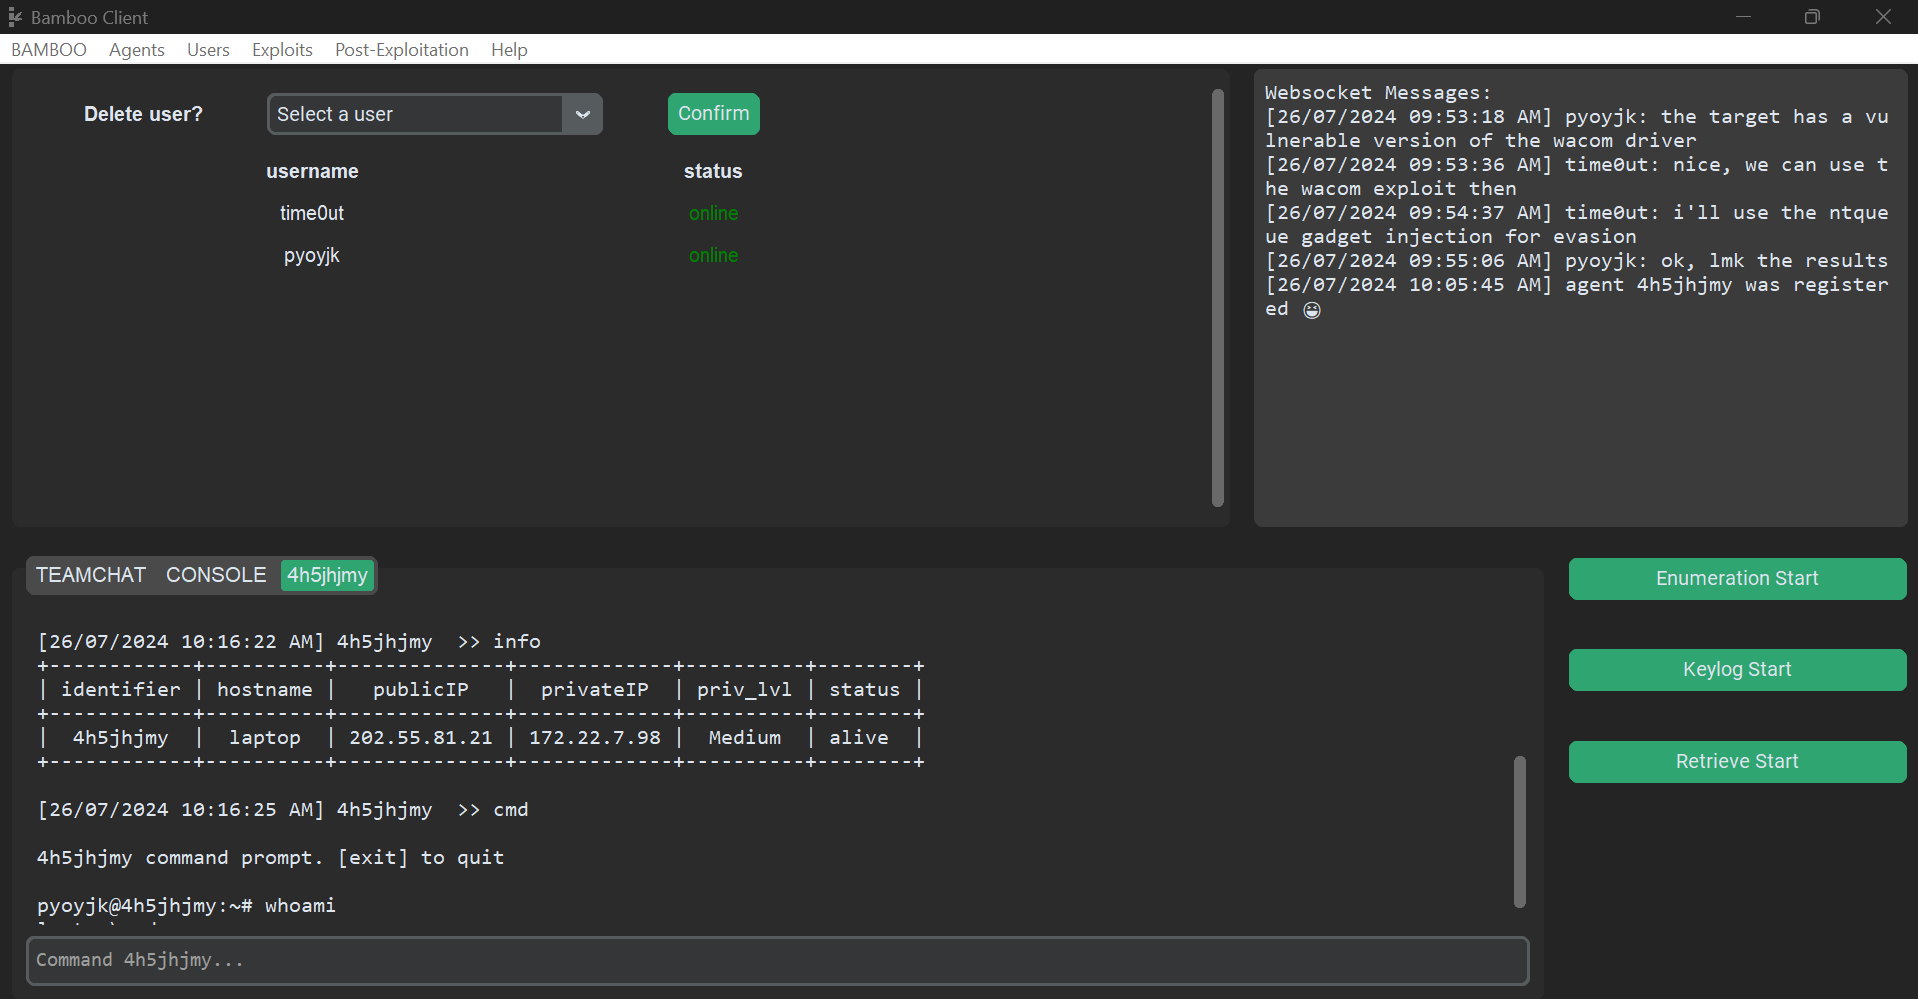 Bamboo Client
BAMBOO Agents Users Exploits Post-Exploitation Help
Delete user? Select a user Confirm
username status
time0ut online
pyoyjk online
Websocket Messages:
[26/07/2024 09:53:18 AM] pyoyjk: the target has a vu
lnerable version of the wacom driver
[26/07/2024 09:53:36 AM] time0ut: nice, we can use t
he wacom exploit then
[26/07/2024 09:54:37 AM] time0ut: i'll use the ntque
ue gadget injection for evasion
[26/07/2024 09:55:06 AM] pyoyjk: ok, lmk the results
[26/07/2024 10:05:45 AM] agent 4h5jhjmy was register
ed 😆
TEAMCHAT CONSOLE 4h5jhjmy
[26/07/2024 10:16:22 AM] 4h5jhjmy >> info
+------------+----------+--------------+-------------+----------+--------+
| identifier | hostname | publicIP | privateIP | priv_lvl | status |
+------------+----------+--------------+-------------+----------+--------+
| 4h5jhjmy | laptop | 202.55.81.21 | 172.22.7.98 | Medium | alive |
+------------+----------+--------------+-------------+----------+--------+
[26/07/2024 10:16:25 AM] 4h5jhjmy >> cmd
4h5jhjmy command prompt. [exit] to quit
pyoyjk@4h5jhjmy:~# whoami
Command 4h5jhjmy...
Enumeration Start
Keylog Start
Retrieve Start